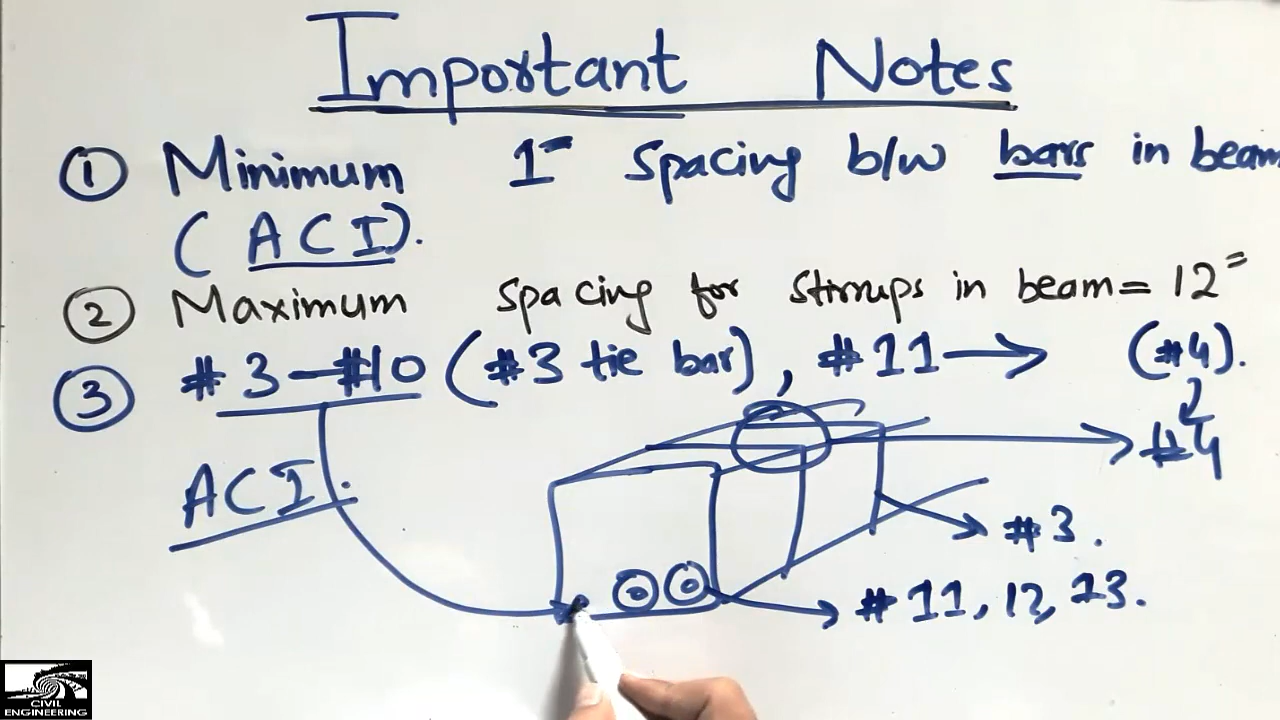 Important Notes
① Minimum 1" spacing b/w bars in beam
(ACI).
② Maximum spacing for stirrups in beam = 12"
③ #3—#10 (#3 tie bar), #11 → (#4).
#4
ACI.
#3.
#11, 12, 13.
CIVIL
ENGINEERING